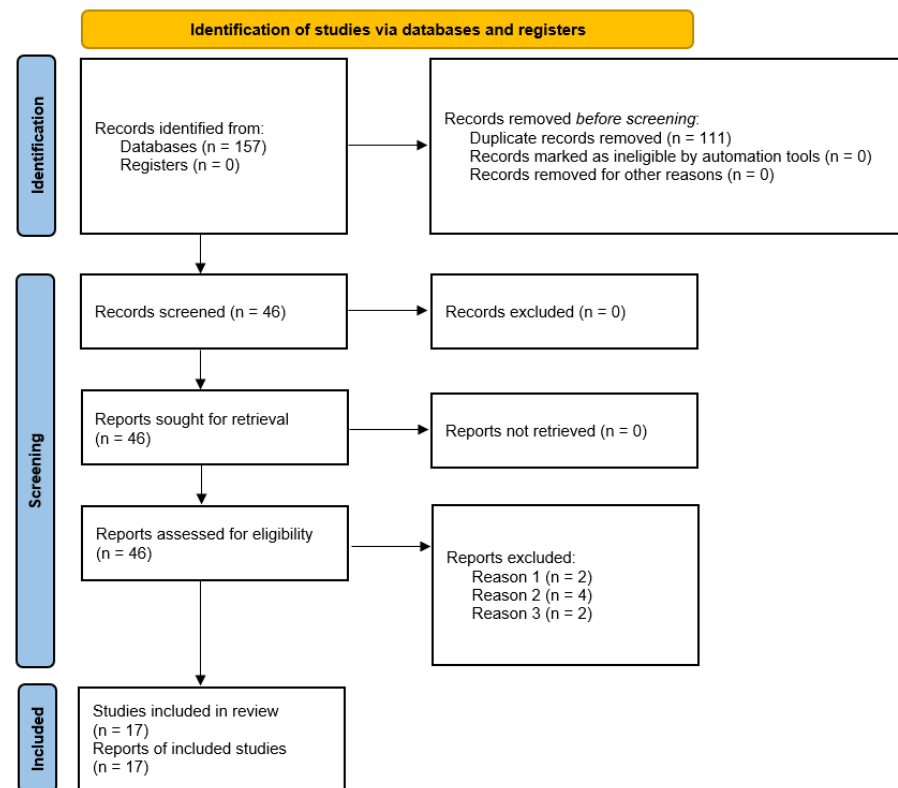 Identification of studies via databases and registers
Identification
Records identified from:
Databases (n = 157)
Registers (n = 0)
Records removed before screening:
Duplicate records removed (n = 111)
Records marked as ineligible by automation tools (n = 0)
Records removed for other reasons (n = 0)
Screening
Records screened (n = 46)
Records excluded (n = 0)
Reports sought for retrieval
(n = 46)
Reports not retrieved (n = 0)
Reports assessed for eligibility
(n = 46)
Reports excluded:
Reason 1 (n = 2)
Reason 2 (n = 4)
Reason 3 (n = 2)
Included
Studies included in review
(n = 17)
Reports of included studies
(n = 17)